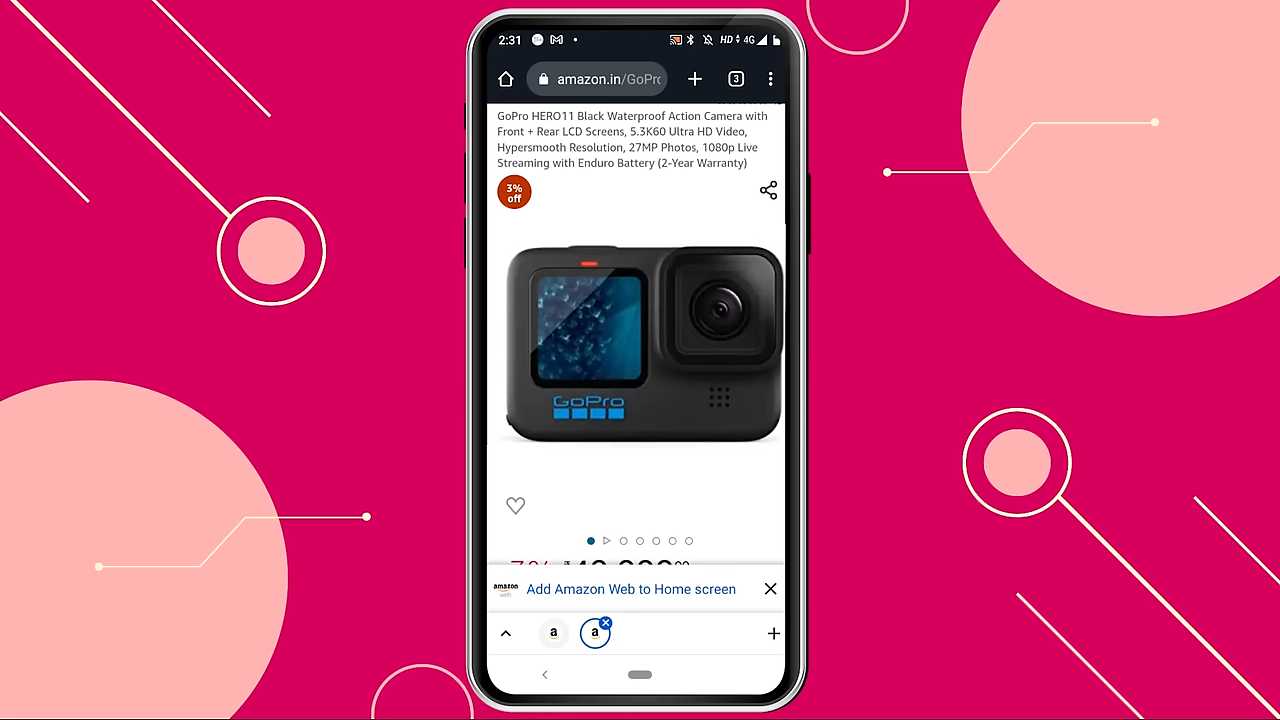 2:31
HD 4G
amazon.in/GoPro
3
GoPro HERO11 Black Waterproof Action Camera with
Front + Rear LCD Screens, 5.3K60 Ultra HD Video,
Hypersmooth Resolution, 27MP Photos, 1080p Live
Streaming with Enduro Battery (2-Year Warranty)
3%
off
GoPro
amazon
web
Add Amazon Web to Home screen
a
a